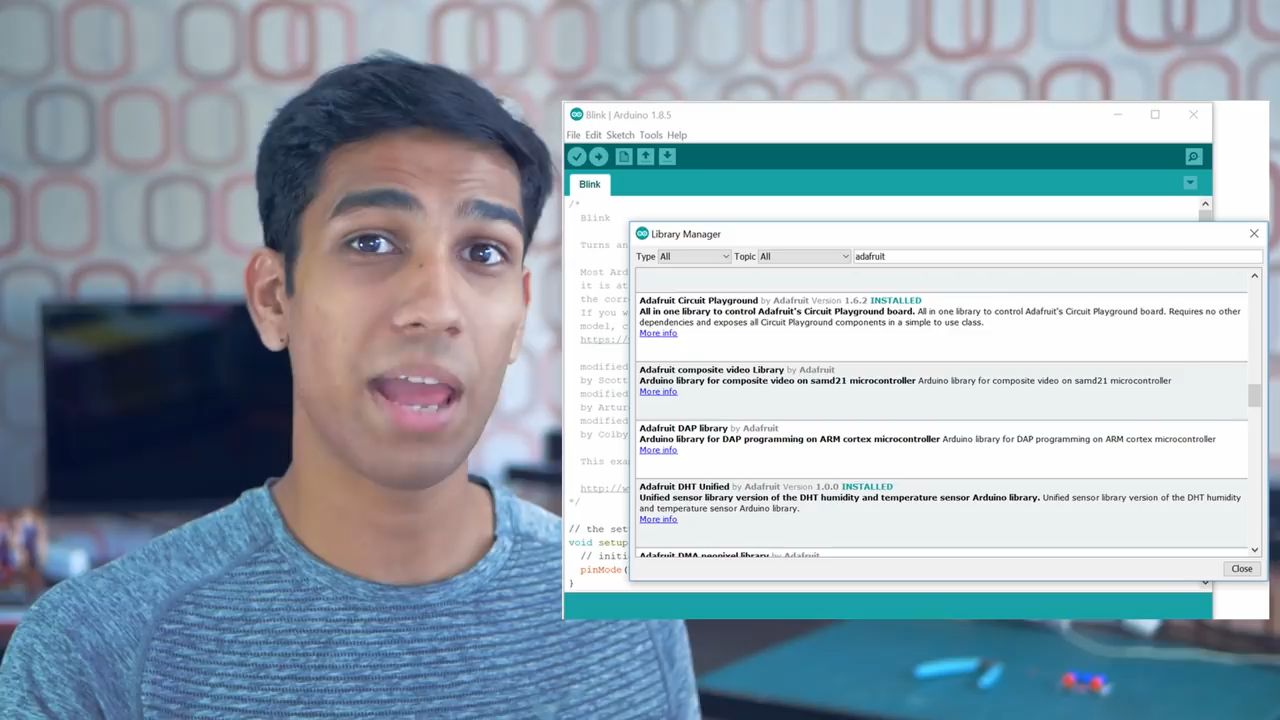 Blink | Arduino 1.8.5
File Edit Sketch Tools Help
Blink
/*
Blink
Turns an
Most Ard
it is at
the corr
If you w
model, c
https://
modified
by Scott
modified
by Artur
modified
by Colby
This exa
http://w
*/
// the set
void setup
// initi
pinMode(
}
Library Manager
Type All Topic All adafruit
Adafruit Circuit Playground by Adafruit Version 1.6.2 INSTALLED
All in one library to control Adafruit's Circuit Playground board. All in one library to control Adafruit's Circuit Playground board. Requires no other
dependencies and exposes all Circuit Playground components in a simple to use class.
More info
Adafruit composite video Library by Adafruit
Arduino library for composite video on samd21 microcontroller Arduino library for composite video on samd21 microcontroller
More info
Adafruit DAP library by Adafruit
Arduino library for DAP programming on ARM cortex microcontroller Arduino library for DAP programming on ARM cortex microcontroller
More info
Adafruit DHT Unified by Adafruit Version 1.0.0 INSTALLED
Unified sensor library version of the DHT humidity and temperature sensor Arduino library. Unified sensor library version of the DHT humidity
and temperature sensor Arduino library.
More info
Adafruit DMA neopixel library by Adafruit
Close